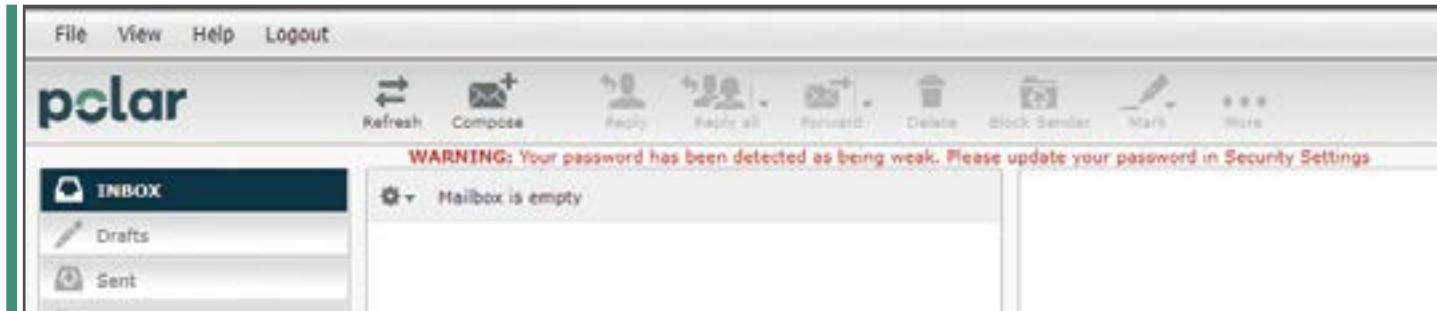 File View Help Logout
polar
Refresh Compose Reply Reply all Forward Delete Block Sender Mark More
WARNING: Your password has been detected as being weak. Please update your password in Security Settings
INBOX
Mailbox is empty
Drafts
Sent